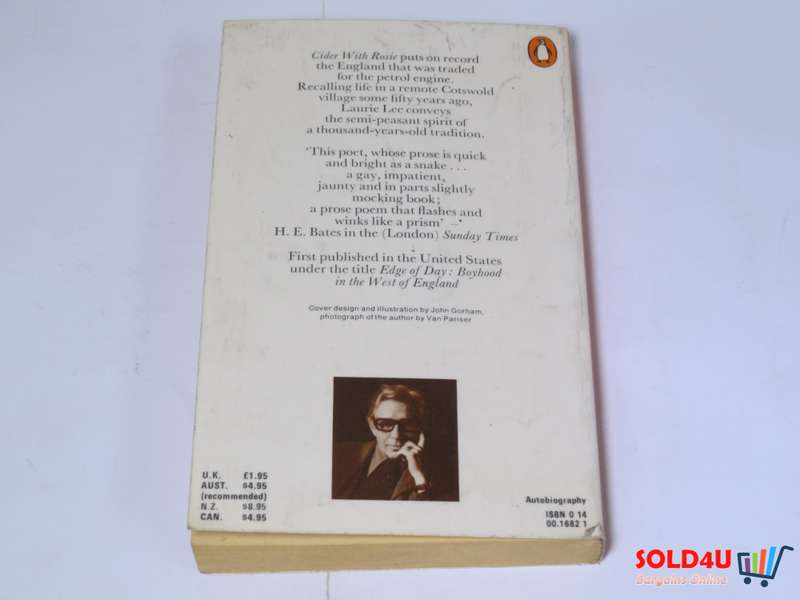 Cider With Rosie puts on record
the England that was traded
for the petrol engine.
Recalling life in a remote Cotswold
village some fifty years ago,
Laurie Lee conveys
the semi-peasant spirit of
a thousand-years-old tradition.
'This poet, whose prose is quick
and bright as a snake . . .
a gay, impatient,
jaunty and in parts slightly
mocking book;
a prose poem that flashes and
winks like a prism' –
H. E. Bates in the (London) Sunday Times
First published in the United States
under the title Edge of Day : Boyhood
in the West of England
Cover design and illustration by John Gorham,
photograph of the author by Van Pariser
U.K. £1.95
AUST. $4.95
(recommended)
N.Z. $8.95
CAN. $4.95
Autobiography
ISBN 0 14
00.1682 1
SOLD4U
Bargains Online